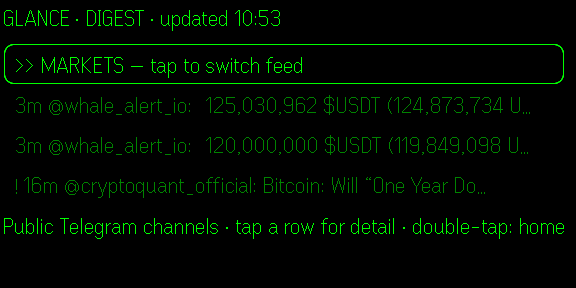 GLANCE · DIGEST · updated 10:53
>> MARKETS — tap to switch feed
3m @whale_alert_io: 125,030,962 $USDT (124,873,734 U…
3m @whale_alert_io: 120,000,000 $USDT (119,849,098 U…
! 16m @cryptoquant_official: Bitcoin: Will “One Year Do…
Public Telegram channels · tap a row for detail · double-tap: home